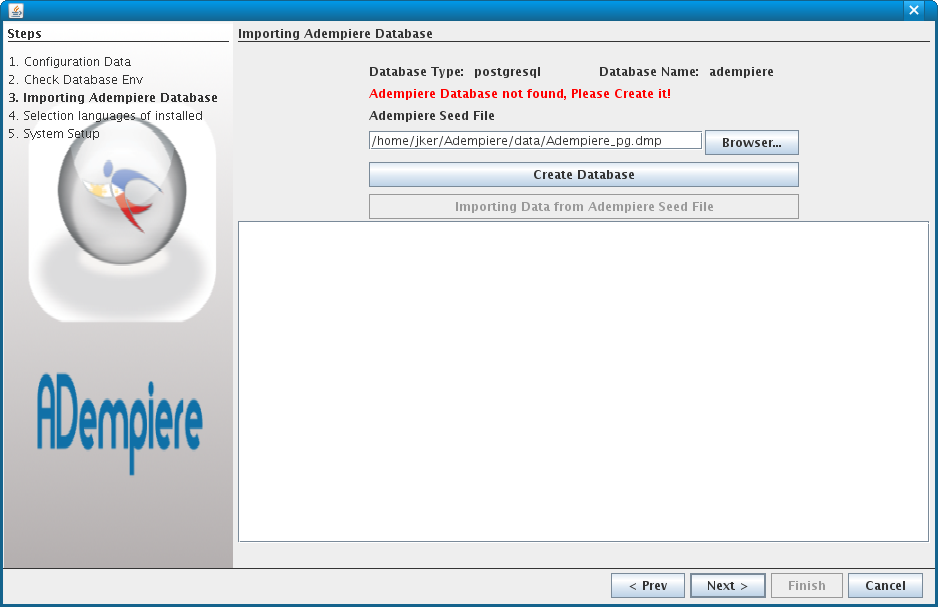 Steps
1. Configuration Data
2. Check Database Env
3. Importing Adempiere Database
4. Selection languages of installed
5. System Setup
ADempiere
Importing Adempiere Database
Database Type: postgresql Database Name: adempiere
Adempiere Database not found, Please Create it!
Adempiere Seed File
/home/jker/Adempiere/data/Adempiere_pg.dmp Browser...
Create Database
Importing Data from Adempiere Seed File
< Prev Next > Finish Cancel